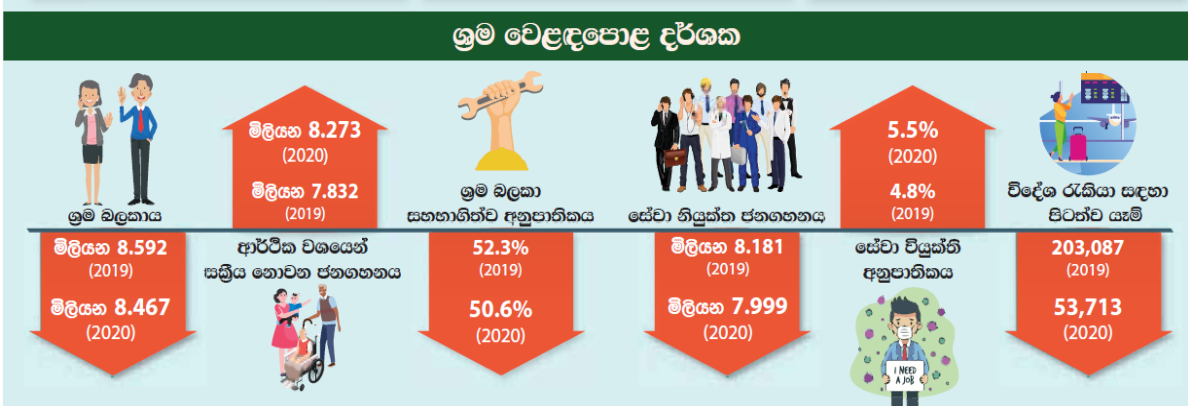 ශ්‍රම වෙළඳපොළ දර්ශක
ශ්‍රම බලකාය
මිලියන 8.592
(2019)
මිලියන 8.467
(2020)
මිලියන 8.273
(2020)
මිලියන 7.832
(2019)
ආර්ථික වශයෙන්
සක්‍රීය නොවන ජනගහනය
ශ්‍රම බලකා
සහභාගිත්ව අනුපාතිකය
52.3%
(2019)
50.6%
(2020)
සේවා නියුක්ත ජනගහනය
මිලියන 8.181
(2019)
මිලියන 7.999
(2020)
5.5%
(2020)
4.8%
(2019)
සේවා වියුක්ති
අනුපාතිකය
I NEED
A JOB
විදේශ රැකියා සඳහා
පිටත්ව යෑම්
203,087
(2019)
53,713
(2020)